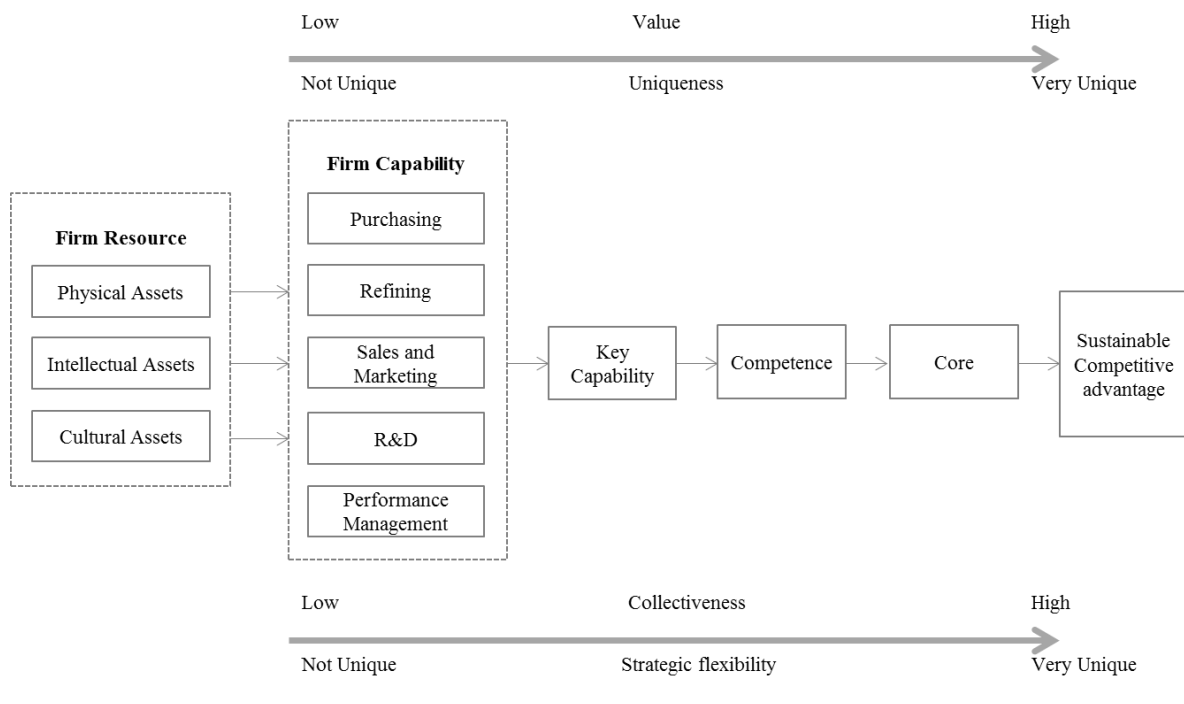 Low Value High
Not Unique Uniqueness Very Unique
Firm Capability
Purchasing
Firm Resource
Physical Assets
Refining
Intellectual Assets
Sales and
Marketing
Key
Capability
Competence
Core
Sustainable
Competitive
advantage
Cultural Assets
R&D
Performance
Management
Low Collectiveness High
Not Unique Strategic flexibility Very Unique